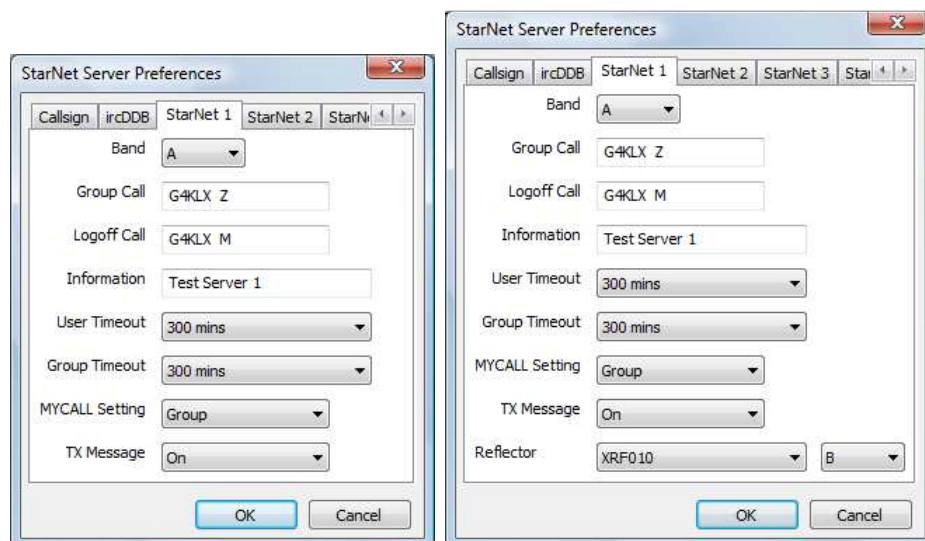 StarNet Server Preferences
Callsign ircDDB StarNet 1 StarNet 2
Band A
Group Call G4KLX Z
Logoff Call G4KLX M
Information Test Server 1
User Timeout 300 mins
Group Timeout 300 mins
MYCALL Setting Group
TX Message On
OK Cancel
StarNet Server Preferences
Callsign ircDDB StarNet 1 StarNet 2 StarNet 3
Band A
Group Call G4KLX Z
Logoff Call G4KLX M
Information Test Server 1
User Timeout 300 mins
Group Timeout 300 mins
MYCALL Setting Group
TX Message On
Reflector XRF010 B
OK Cancel